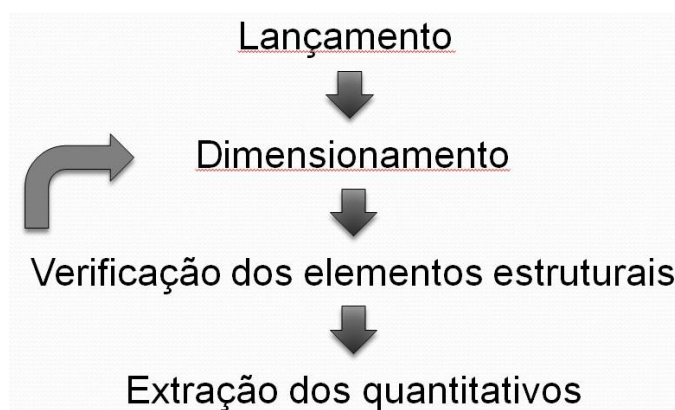 Lançamento
Dimensionamento
Verificação dos elementos estruturais
Extração dos quantitativos